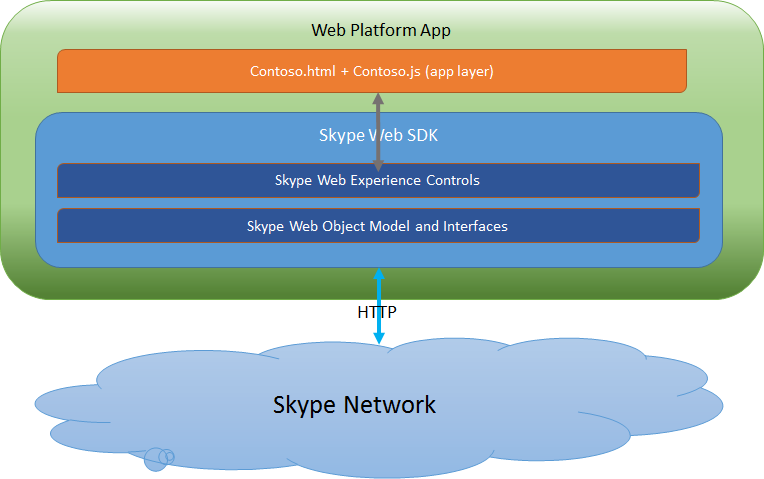 Web Platform App
Contoso.html + Contoso.js (app layer)
Skype Web SDK
Skype Web Experience Controls
Skype Web Object Model and Interfaces
HTTP
Skype Network